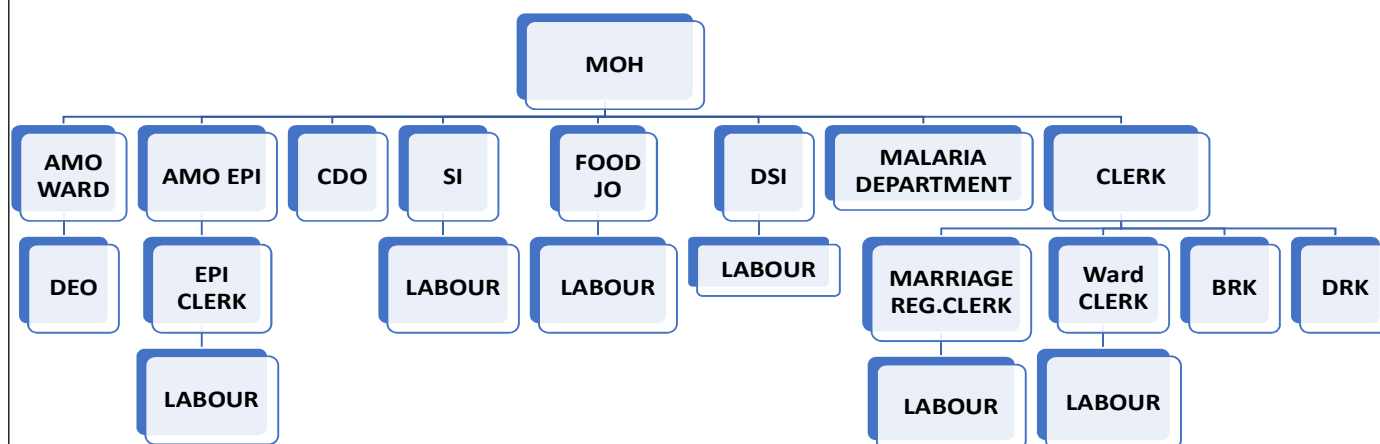 MOH
AMO
WARD
AMO EPI
CDO
SI
FOOD
JO
DSI
MALARIA
DEPARTMENT
CLERK
DEO
EPI
CLERK
LABOUR
LABOUR
LABOUR
MARRIAGE
REG.CLERK
Ward
CLERK
BRK
DRK
LABOUR
LABOUR
LABOUR